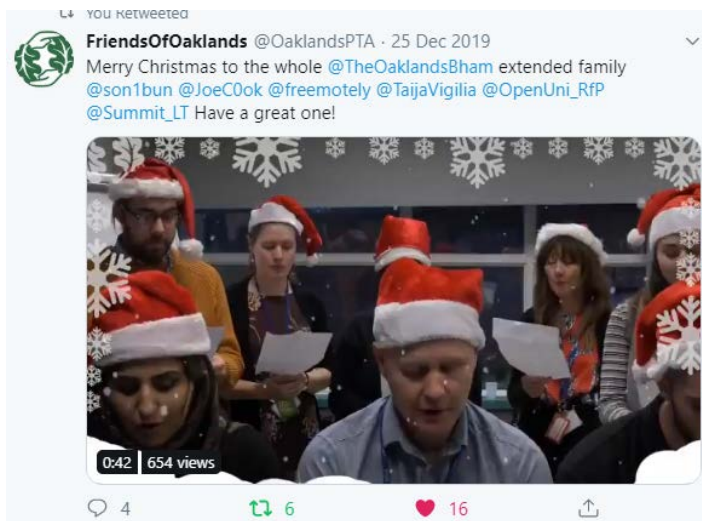 You Retweeted
FriendsOfOaklands @OaklandsPTA · 25 Dec 2019
Merry Christmas to the whole @TheOaklandsBham extended family
@son1bun @JoeC0ok @freemotely @TaijaVigilia @OpenUni_RfP
@Summit_LT Have a great one!
0:42 654 views
4 6 16